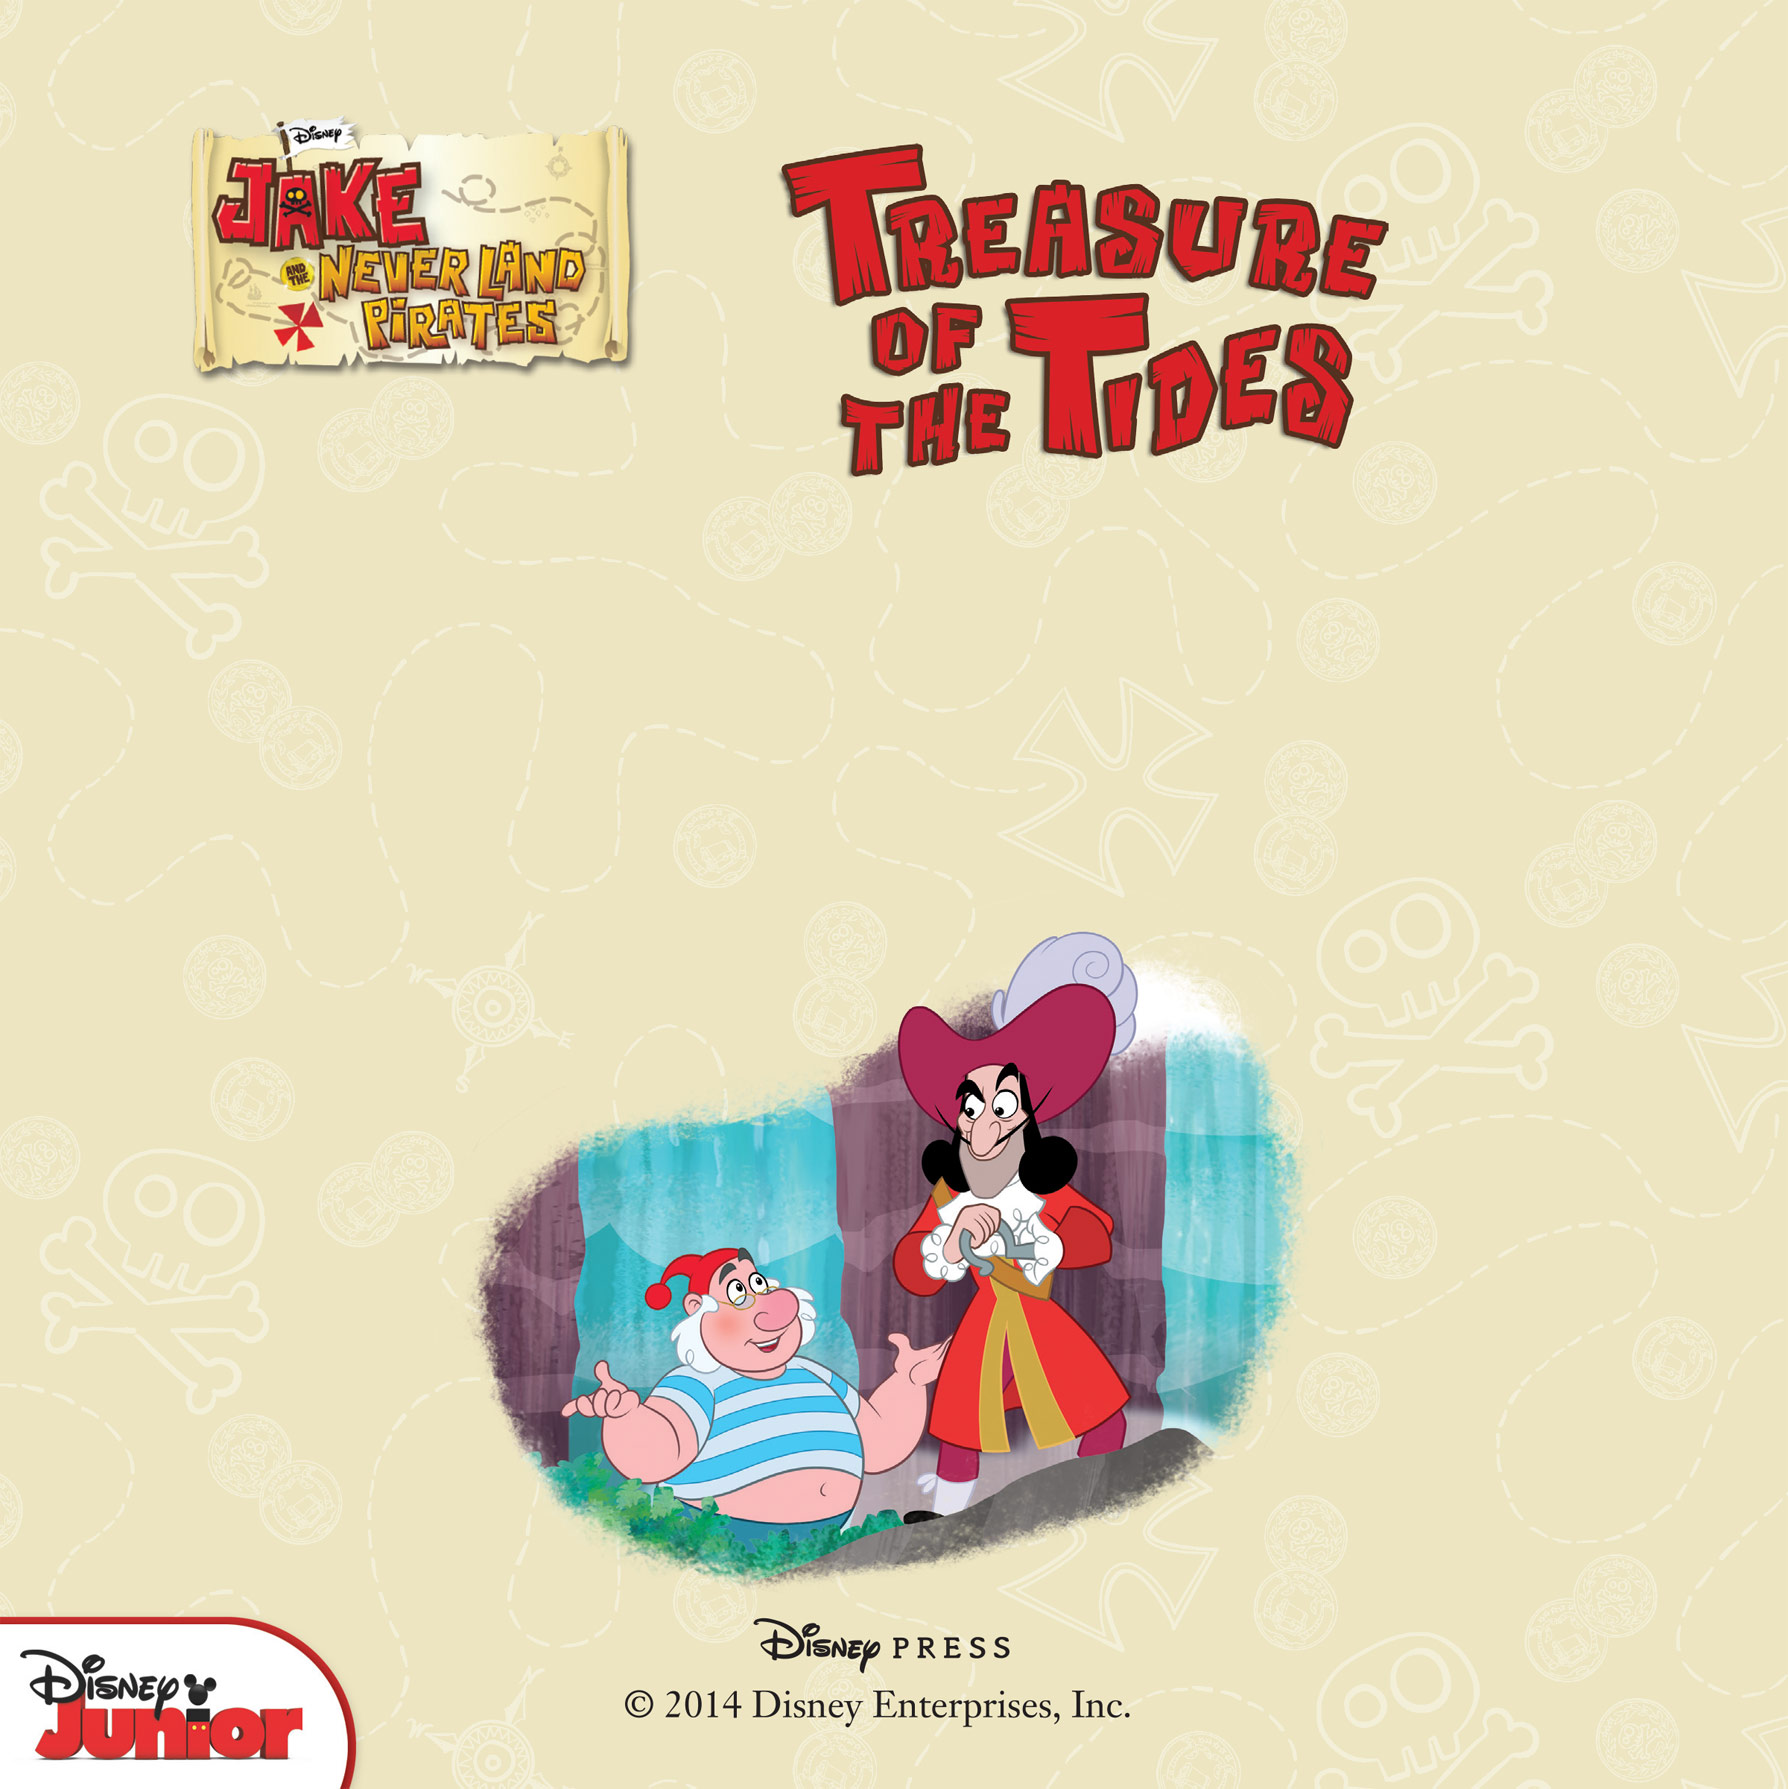 Disney
JAKE
AND THE
NEVER LAND
PIRATES
TREASURE
OF
THE TIDES
Disney PRESS
© 2014 Disney Enterprises, Inc.
Disney
Junior